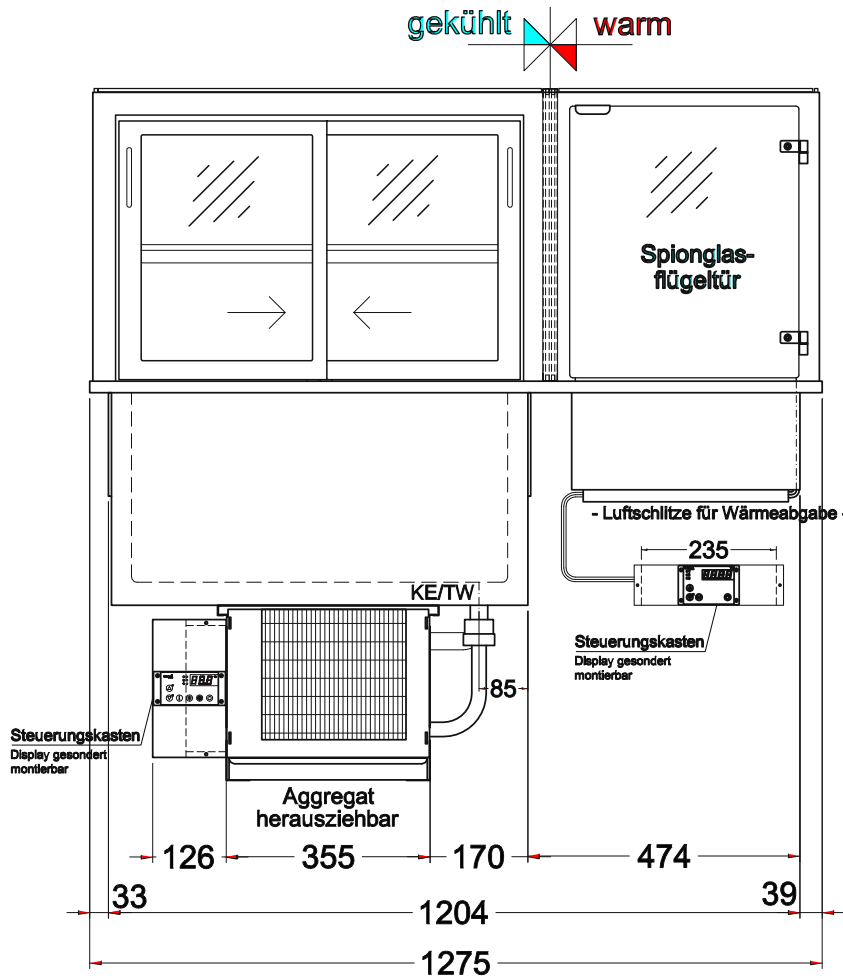 gekühlt warm
Spionglas-
flügeltür
- Luftschlitze für Wärmeabgabe -
235
KE/TW
Steuerungskasten
Display gesondert
montierbar
85
Steuerungskasten
Display gesondert
montierbar
Aggregat
herausziehbar
126 355 170 474
33 1204 39
1275